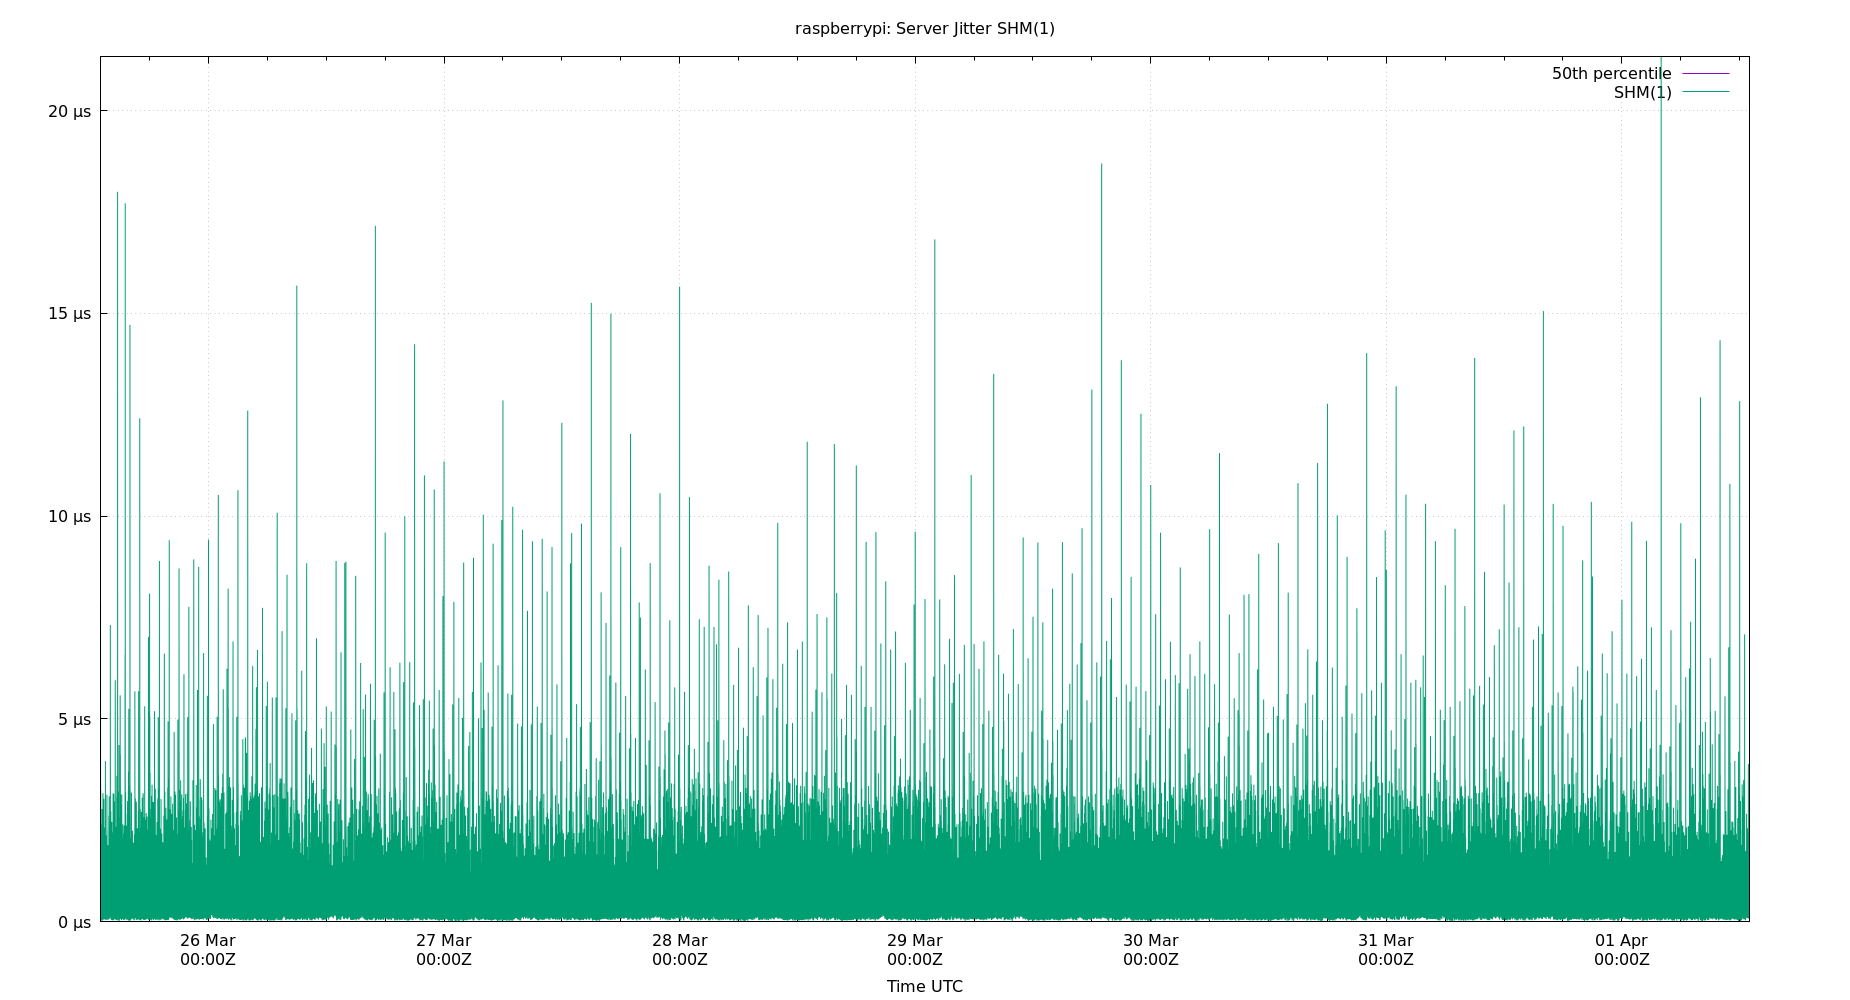 raspberrypi: Server Jitter SHM(1)
50th percentile
SHM(1)
20 µs
15 µs
10 µs
5 µs
0 µs
26 Mar 27 Mar 28 Mar 29 Mar 30 Mar 31 Mar 01 Apr
00:00Z 00:00Z 00:00Z 00:00Z 00:00Z 00:00Z 00:00Z
Time UTC